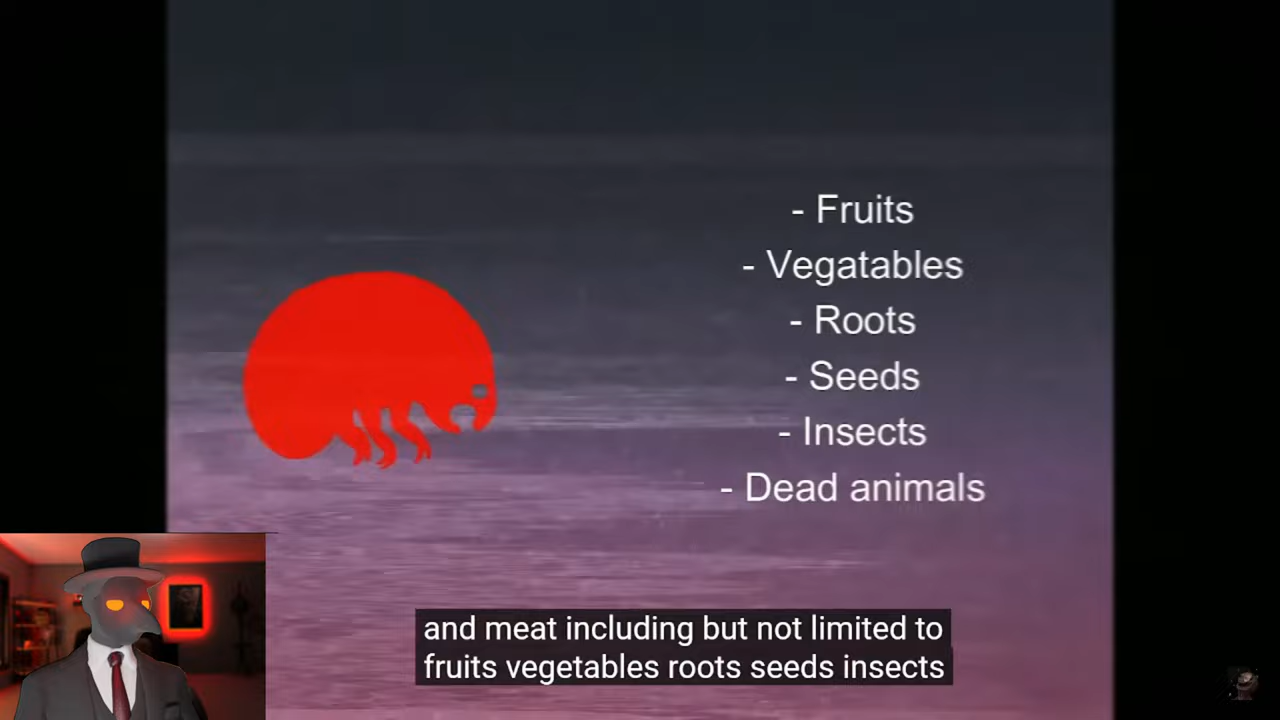 - Fruits
- Vegatables
- Roots
- Seeds
- Insects
- Dead animals
and meat including but not limited to
fruits vegetables roots seeds insects